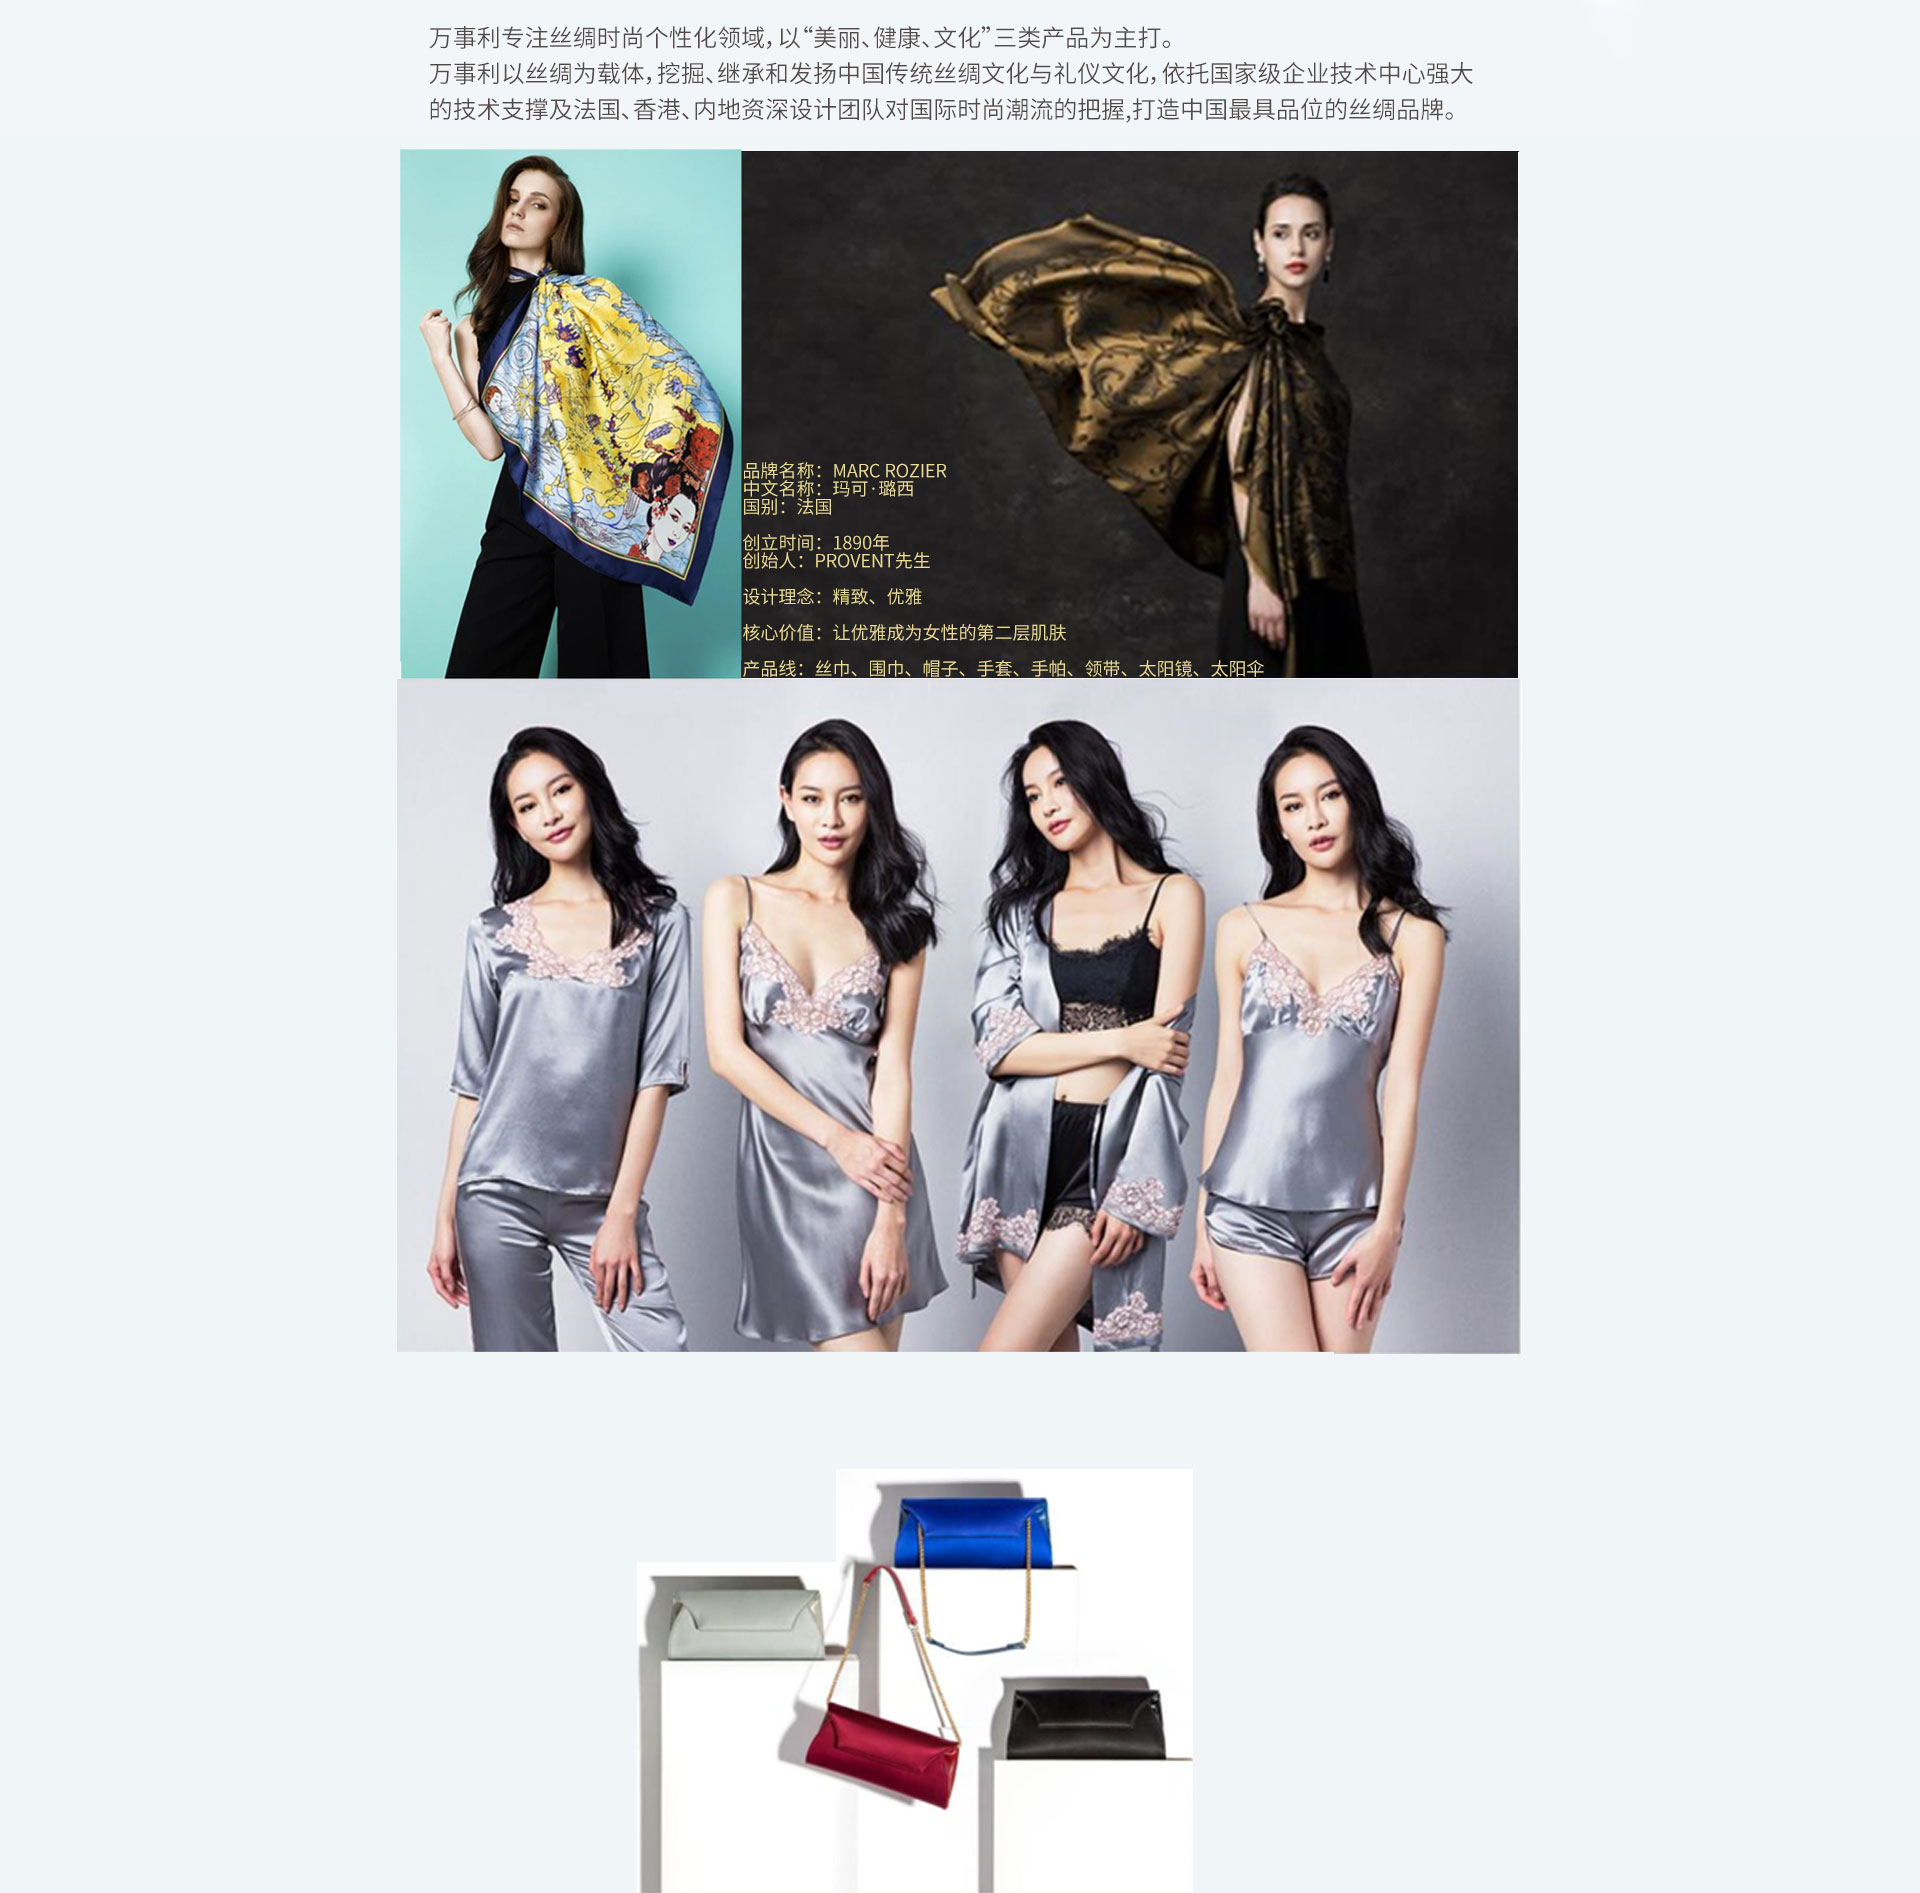 万事利专注丝绸时尚个性化领域，以“美丽、健康、文化”三类产品为主打。
万事利以丝绸为载体，挖掘、继承和发扬中国传统丝绸文化与礼仪文化，依托国家级企业技术中心强大
的技术支撑及法国、香港、内地资深设计团队对国际时尚潮流的把握,打造中国最具品位的丝绸品牌。
品牌名称：MARC ROZIER
中文名称：玛可·璐西
国别：法国
创立时间：1890年
创始人：PROVENT先生
设计理念：精致、优雅
核心价值：让优雅成为女性的第二层肌肤
产品线：丝巾、围巾、帽子、手套、手帕、领带、太阳镜、太阳伞